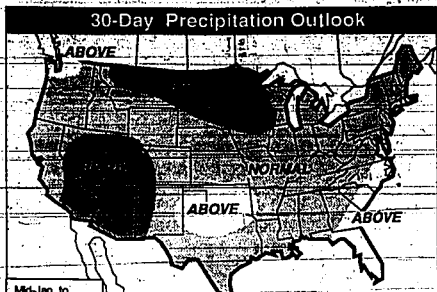 30-Day Precipitation Outlook
ABOVE
NORMAL
ABOVE
ABOVE
Mid-Jan. to